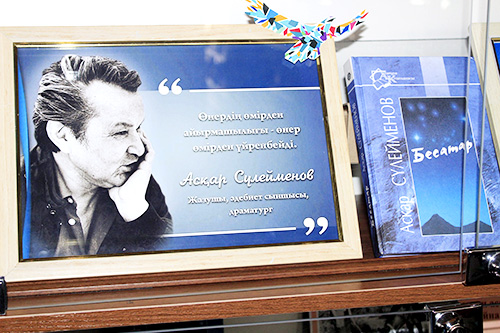 “
Өнердің өмірден
айырмашылығы - өнер
өмірден үйренбейді.
Асқар Сүлейменов
Жазушы, әдебиет сыншысы,
драматург
”
Асқар СҮЛЕЙМЕНОВ
Бесатар